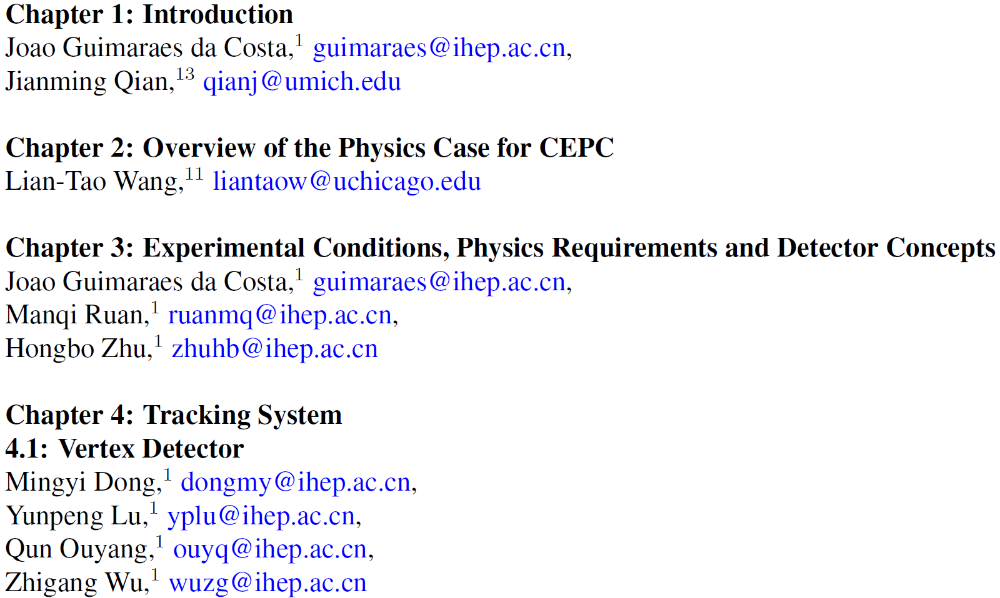 Chapter 1: Introduction
Joao Guimaraes da Costa,¹ guimaraes@ihep.ac.cn,
Jianming Qian,¹³ qianj@umich.edu
Chapter 2: Overview of the Physics Case for CEPC
Lian-Tao Wang,¹¹ liantaow@uchicago.edu
Chapter 3: Experimental Conditions, Physics Requirements and Detector Concepts
Joao Guimaraes da Costa,¹ guimaraes@ihep.ac.cn,
Manqi Ruan,¹ ruanmq@ihep.ac.cn,
Hongbo Zhu,¹ zhuhb@ihep.ac.cn
Chapter 4: Tracking System
4.1: Vertex Detector
Mingyi Dong,¹ dongmy@ihep.ac.cn,
Yunpeng Lu,¹ yplu@ihep.ac.cn,
Qun Ouyang,¹ ouyq@ihep.ac.cn,
Zhigang Wu,¹ wuzg@ihep.ac.cn